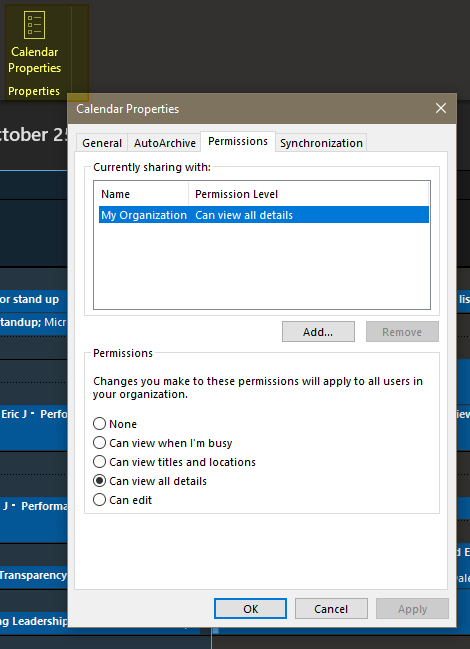 Calendar
Properties
Properties
ctober 25
Calendar Properties
General AutoArchive Permissions Synchronization
Currently sharing with:
Name Permission Level
My Organization Can view all details
or stand up
lis
tandup; Micr
Add... Remove
Permissions
Changes you make to these permissions will apply to all users in
your organization.
None
Eric J • Perfo
Can view when I'm busy
Can view titles and locations
Can view all details
Can edit
J • Performa
d E
Transparency
OK Cancel Apply
ng Leadership